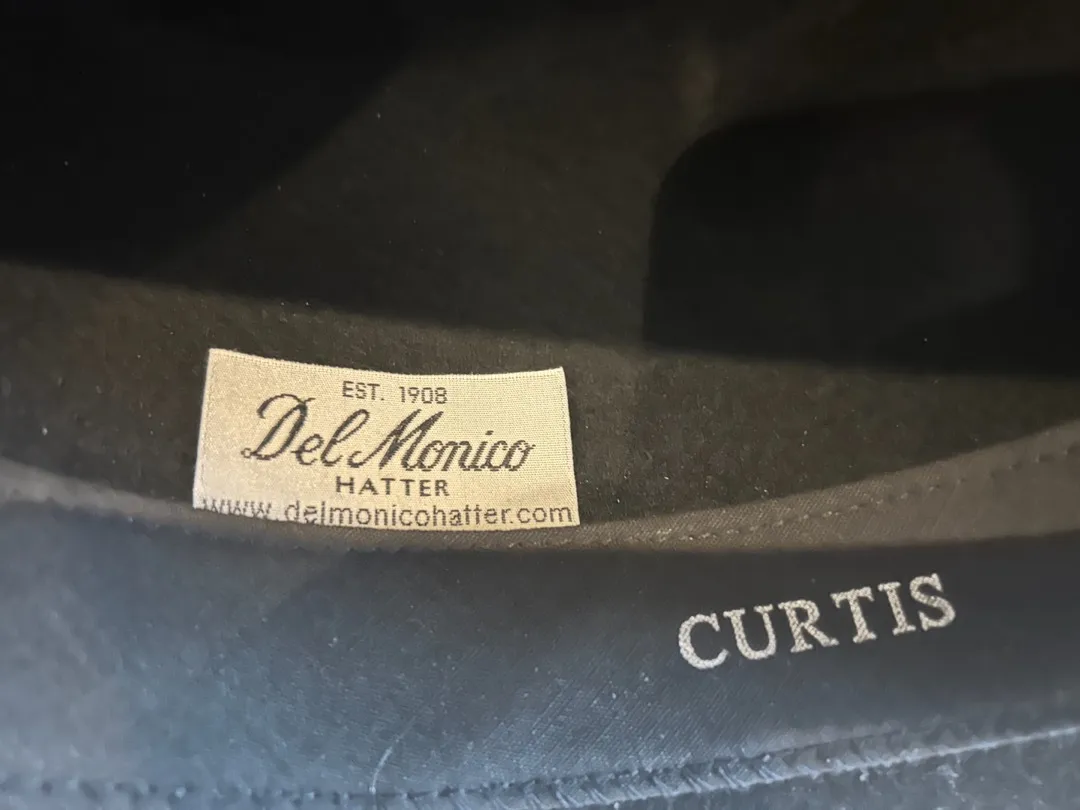 EST. 1908
Del Monico
HATTER
www.delmonicohatter.com
CURTIS